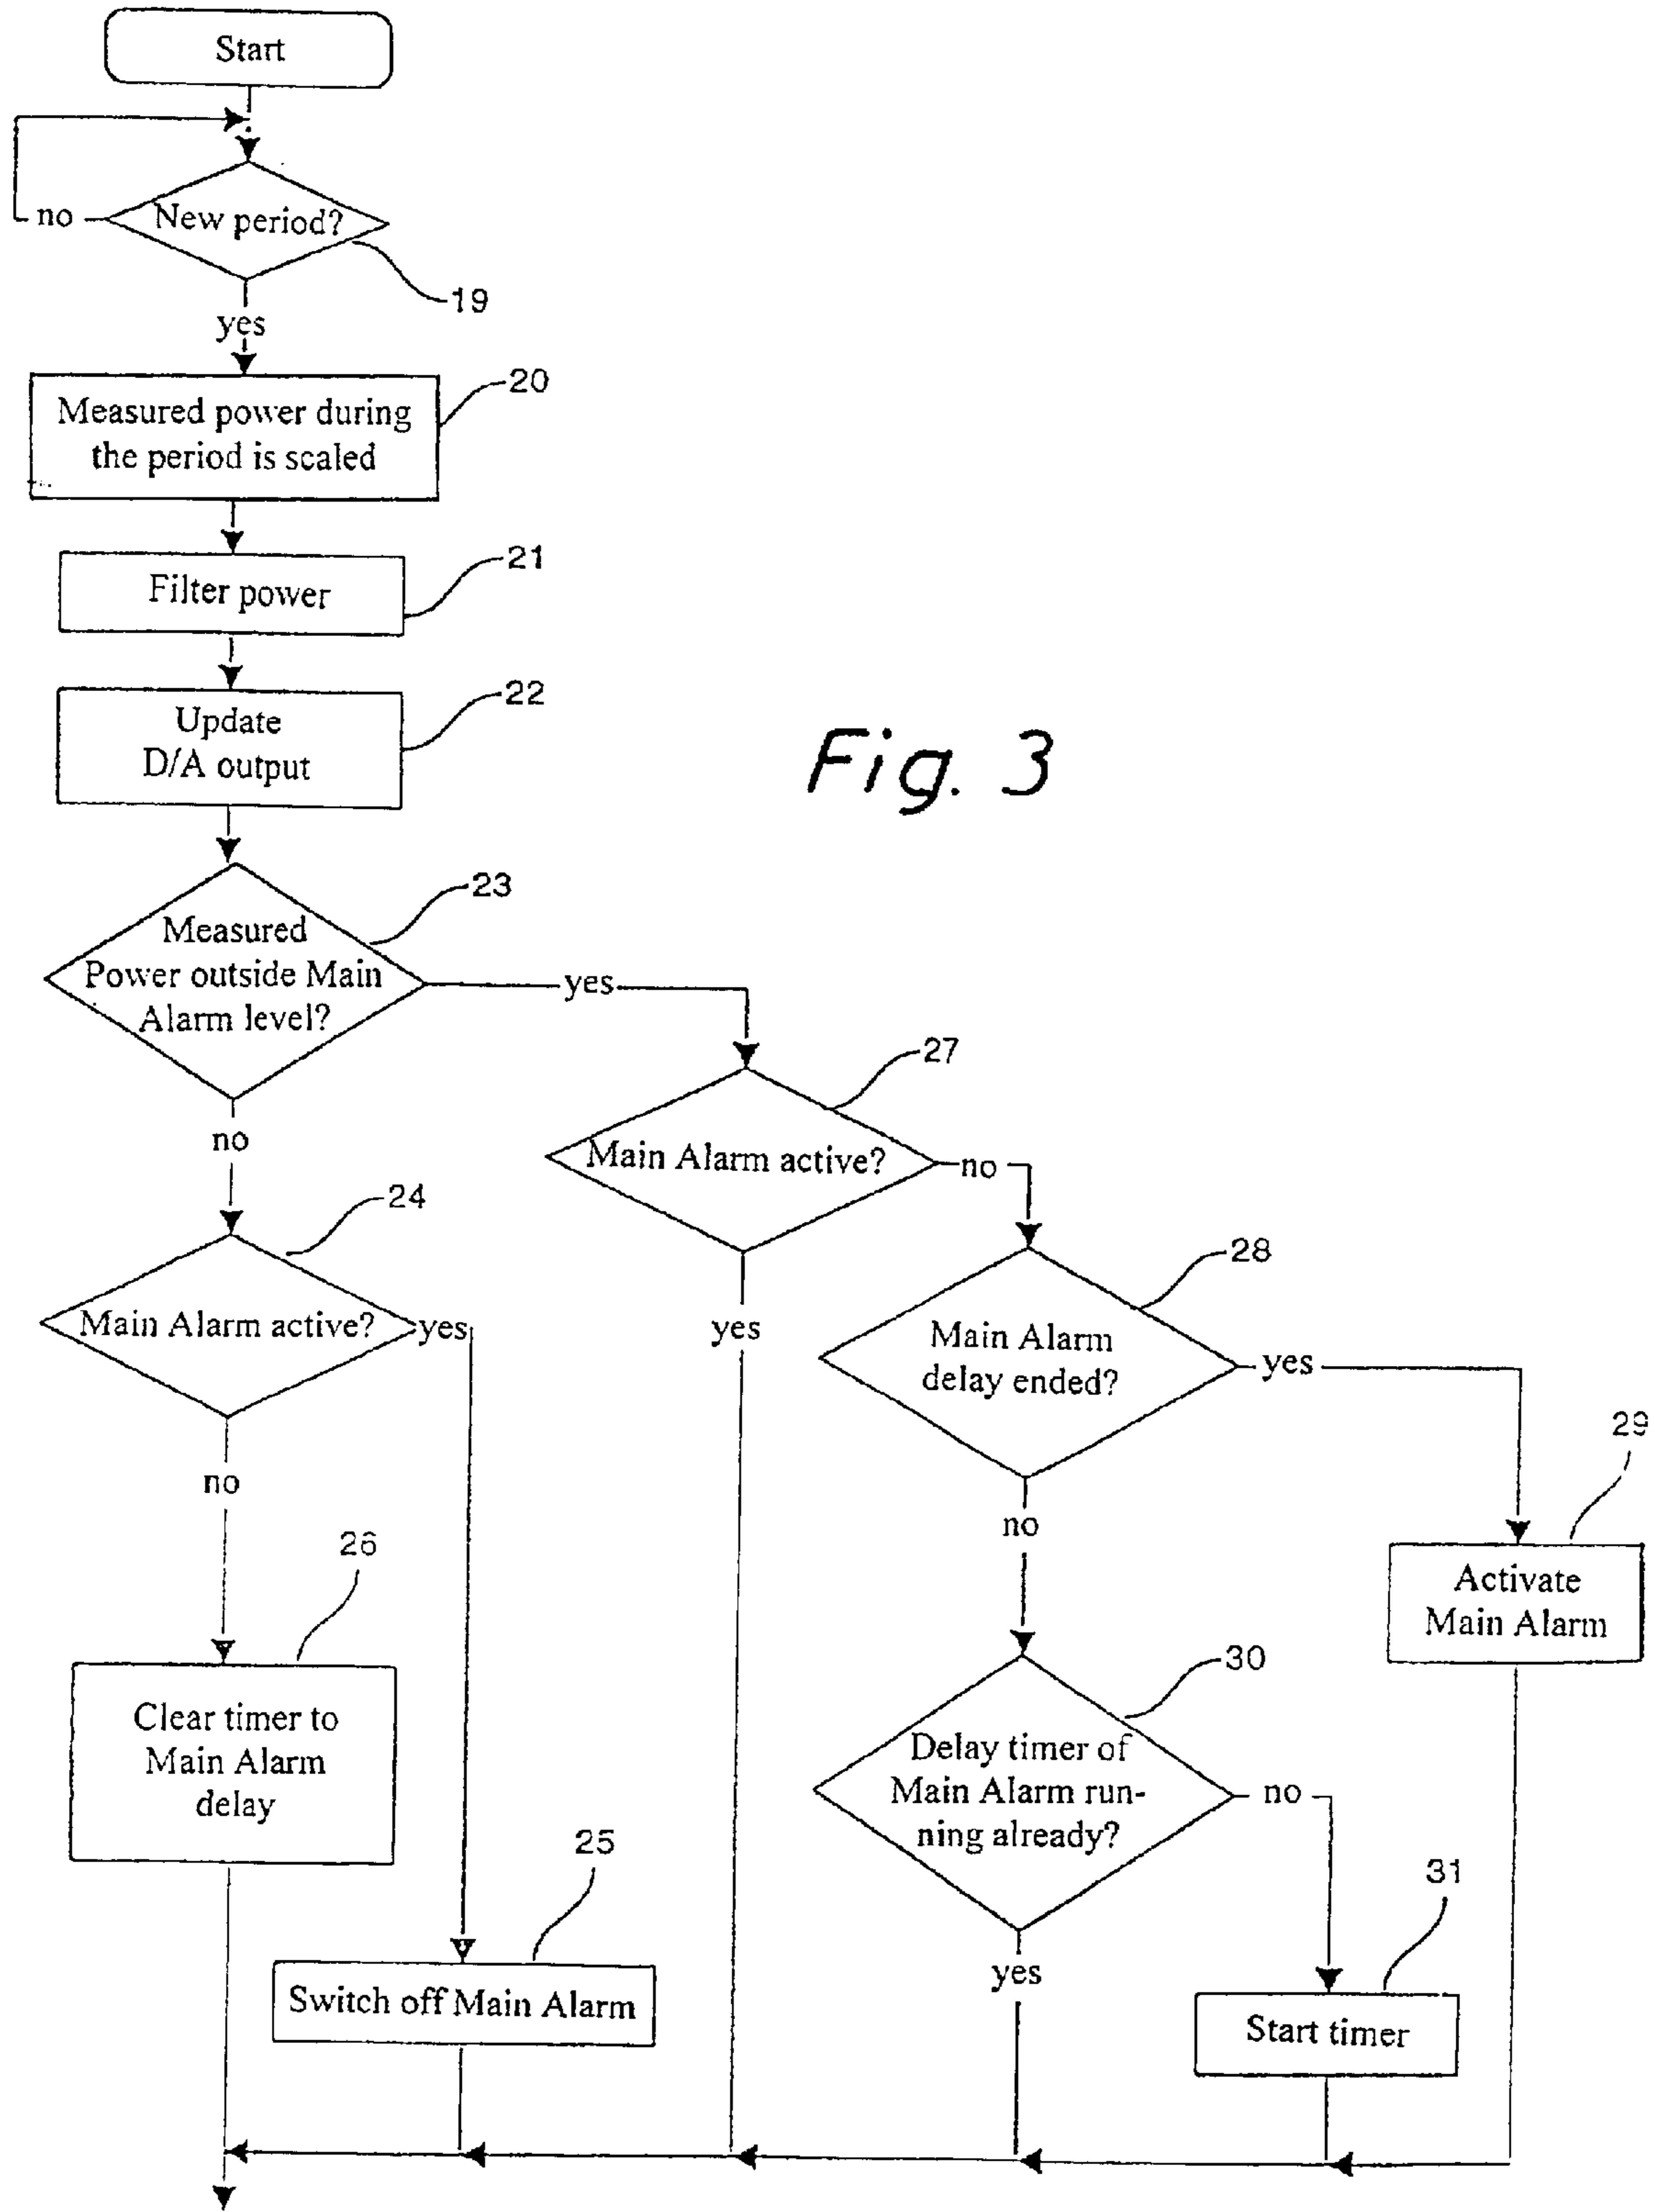 Start
no
New period?
19
yes
20
Measured power during
the period is scaled
21
Filter power
22
Update
D/A output
Fig. 3
23
Measured
Power outside Main
Alarm level?
yes
27
no
Main Alarm active?
no
24
28
Main Alarm active?
yes
yes
Main Alarm
delay ended?
yes
29
no
no
26
Activate
Main Alarm
30
Clear timer to
Main Alarm
delay
Delay timer of
Main Alarm run-
ning already?
no
25
31
Switch off Main Alarm
yes
Start timer